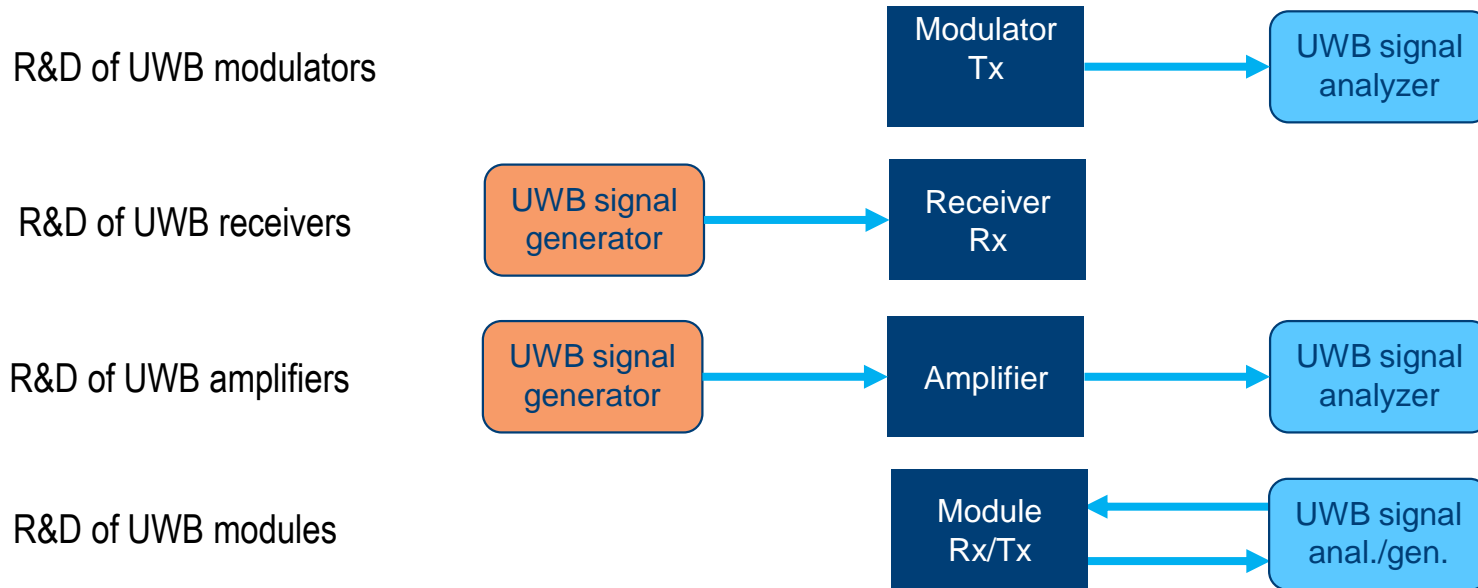 R&D of UWB modulators
Modulator
Tx
UWB signal
analyzer
R&D of UWB receivers
UWB signal
generator
Receiver
Rx
R&D of UWB amplifiers
UWB signal
generator
Amplifier
UWB signal
analyzer
R&D of UWB modules
Module
Rx/Tx
UWB signal
anal./gen.